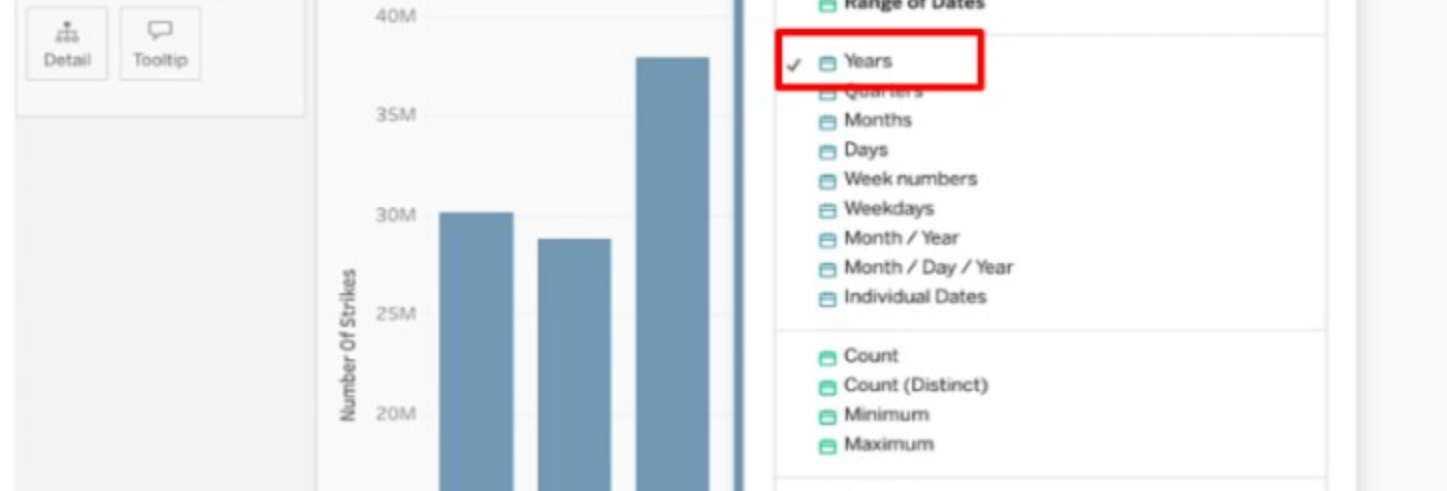 Detail
Tooltip
40M
35M
30M
25M
20M
Number Of Strikes
Range of Dates
Years
Quarters
Months
Days
Week numbers
Weekdays
Month / Year
Month / Day / Year
Individual Dates
Count
Count (Distinct)
Minimum
Maximum